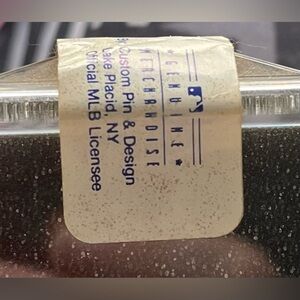 ★ GENUINE ★
MERCHANDISE
Custom Pin & Design
Lake Placid, NY
Official MLB Licensee